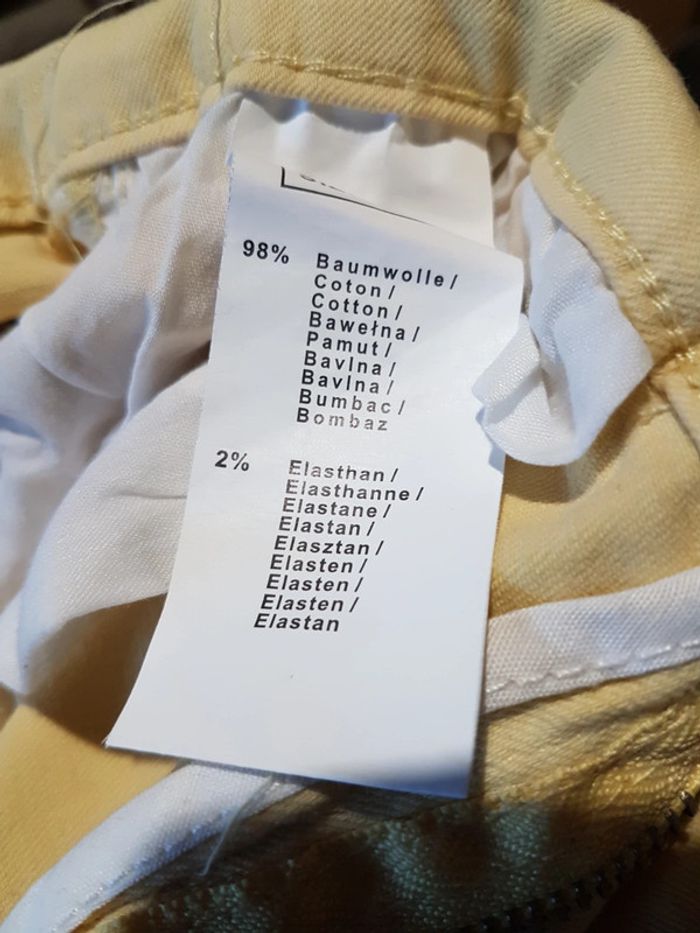 98% Baumwolle/
Coton/
Cotton/
Bawełna/
Pamut/
Bavlna/
Bavlna/
Bumbac/
Bombaz
2% Elasthan/
Elasthanne/
Elastane/
Elastan/
Elasztan/
Elasten/
Elasten/
Elasten/
Elastan